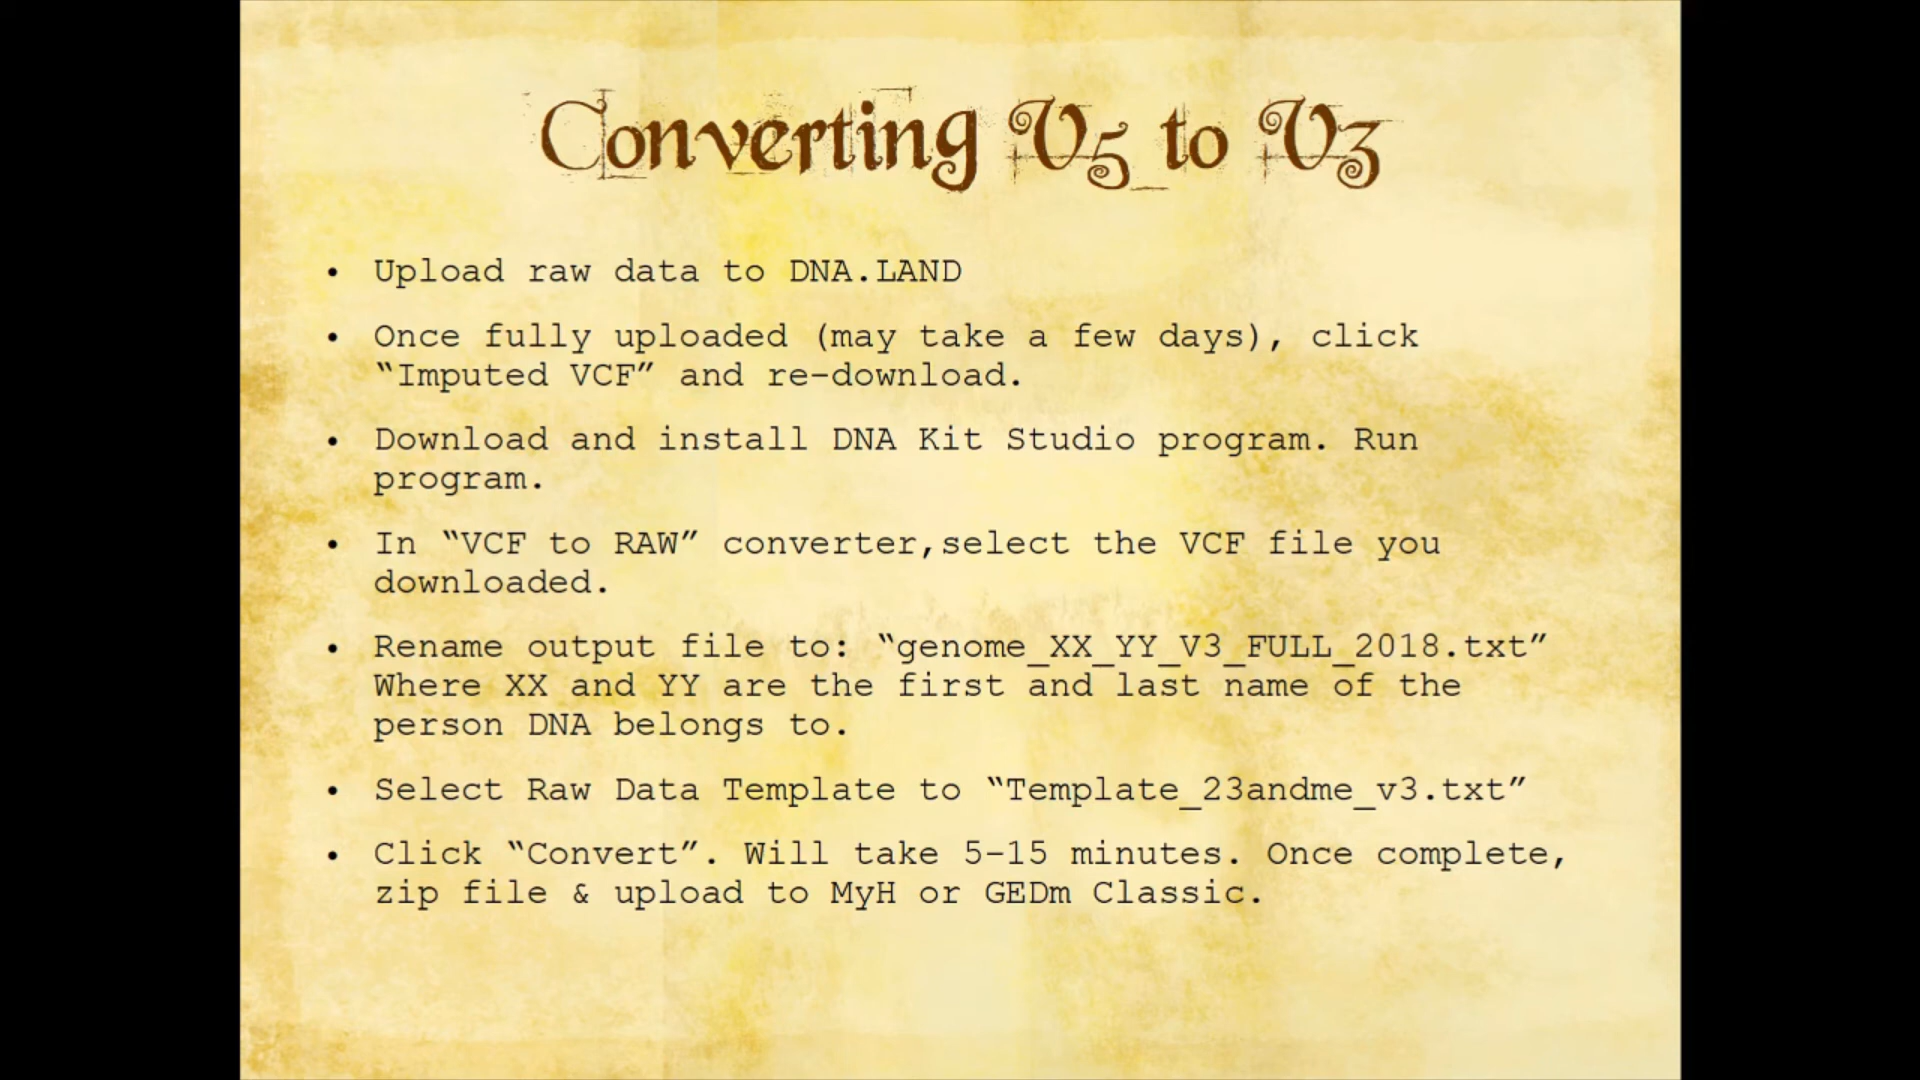 Converting V5 to V3
• Upload raw data to DNA.LAND
• Once fully uploaded (may take a few days), click
“Imputed VCF” and re-download.
• Download and install DNA Kit Studio program. Run
program.
• In “VCF to RAW” converter,select the VCF file you
downloaded.
• Rename output file to: “genome_XX_YY_V3_FULL_2018.txt”
Where XX and YY are the first and last name of the
person DNA belongs to.
• Select Raw Data Template to “Template_23andme_v3.txt”
• Click “Convert”. Will take 5-15 minutes. Once complete,
zip file & upload to MyH or GEDm Classic.